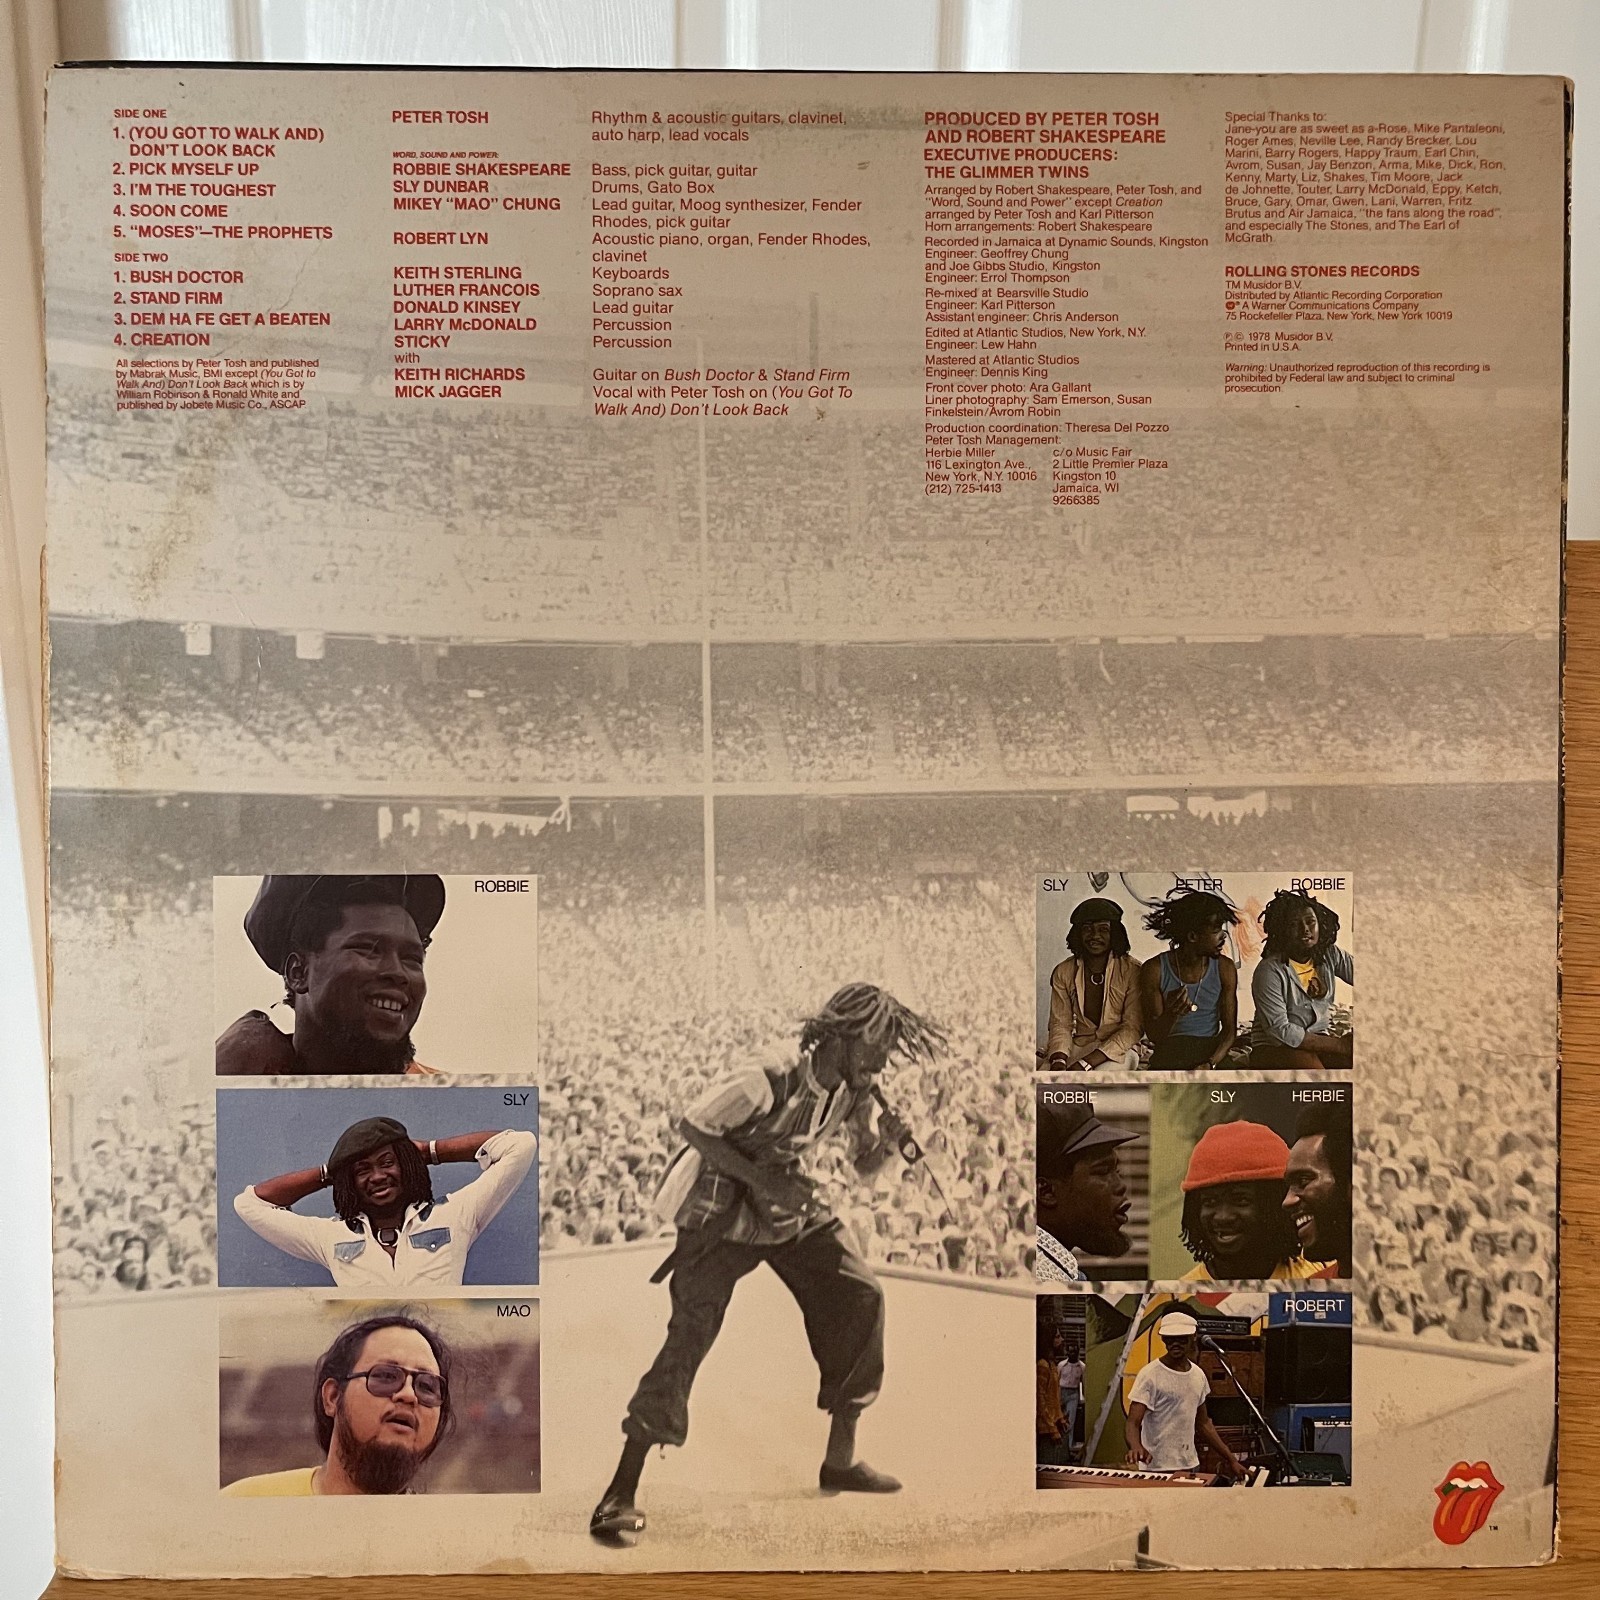 SIDE ONE
1. (YOU GOT TO WALK AND)
DON'T LOOK BACK
2. PICK MYSELF UP
3. I'M THE TOUGHEST
4. SOON COME
5. "MOSES"—THE PROPHETS
SIDE TWO
1. BUSH DOCTOR
2. STAND FIRM
3. DEM HA FE GET A BEATEN
4. CREATION
All selections by Peter Tosh and published
by Mabrak Music, BMI except (You Got to
Walk And) Don't Look Back which is by
William Robinson & Ronald White and
published by Jobete Music Co., ASCAP
PETER TOSH Rhythm & acoustic guitars, clavinet,
auto harp, lead vocals
WORD, SOUND AND POWER:
ROBBIE SHAKESPEARE Bass, pick guitar, guitar
SLY DUNBAR Drums, Gato Box
MIKEY "MAO" CHUNG Lead guitar, Moog synthesizer, Fender
Rhodes, pick guitar
ROBERT LYN Acoustic piano, organ, Fender Rhodes,
clavinet
KEITH STERLING Keyboards
LUTHER FRANCOIS Soprano sax
DONALD KINSEY Lead guitar
LARRY McDONALD Percussion
STICKY Percussion
with
KEITH RICHARDS Guitar on Bush Doctor & Stand Firm
MICK JAGGER Vocal with Peter Tosh on (You Got To
Walk And) Don't Look Back
PRODUCED BY PETER TOSH
AND ROBERT SHAKESPEARE
EXECUTIVE PRODUCERS:
THE GLIMMER TWINS
Arranged by Robert Shakespeare, Peter Tosh, and
"Word, Sound and Power" except Creation
arranged by Peter Tosh and Karl Pitterson
Horn arrangements: Robert Shakespeare
Recorded in Jamaica at Dynamic Sounds, Kingston
Engineer: Geoffrey Chung
and Joe Gibbs Studio, Kingston
Engineer: Errol Thompson
Re-mixed at Bearsville Studio
Engineer: Karl Pitterson
Assistant engineer: Chris Anderson
Edited at Atlantic Studios, New York, N.Y.
Engineer: Lew Hahn
Mastered at Atlantic Studios
Engineer: Dennis King
Front cover photo: Ara Gallant
Liner photography: Sam Emerson, Susan
Finkelstein/Avrom Robin
Production coordination: Theresa Del Pozzo
Peter Tosh Management:
Herbie Miller c/o Music Fair
116 Lexington Ave., 2 Little Premier Plaza
New York, N.Y. 10016 Kingston 10
(212) 725-1413 Jamaica, WI
9266385
Special Thanks to:
Jane-you are as sweet as a-Rose, Mike Pantaleoni,
Roger Ames, Neville Lee, Randy Brecker, Lou
Marini, Barry Rogers, Happy Traum, Earl Chin,
Avrom, Susan, Jay Benzon, Arma, Mike, Dick, Ron,
Kenny, Marty, Liz, Shakes, Tim Moore, Jack
de Johnette, Touter, Larry McDonald, Eppy, Ketch,
Bruce, Gary, Omar, Gwen, Lani, Warren, Fritz
Brutus and Air Jamaica, "the fans along the road",
and especially The Stones, and The Earl of
McGrath.
ROLLING STONES RECORDS
TM Musidor B.V.
Distributed by Atlantic Recording Corporation
A Warner Communications Company
75 Rockefeller Plaza, New York, New York 10019
℗© 1978 Musidor B.V.
Printed in U.S.A.
Warning: Unauthorized reproduction of this recording is
prohibited by Federal law and subject to criminal
prosecution.
ROBBIE
SLY
MAO
SLY PETER ROBBIE
ROBBIE SLY HERBIE
ROBERT
TM